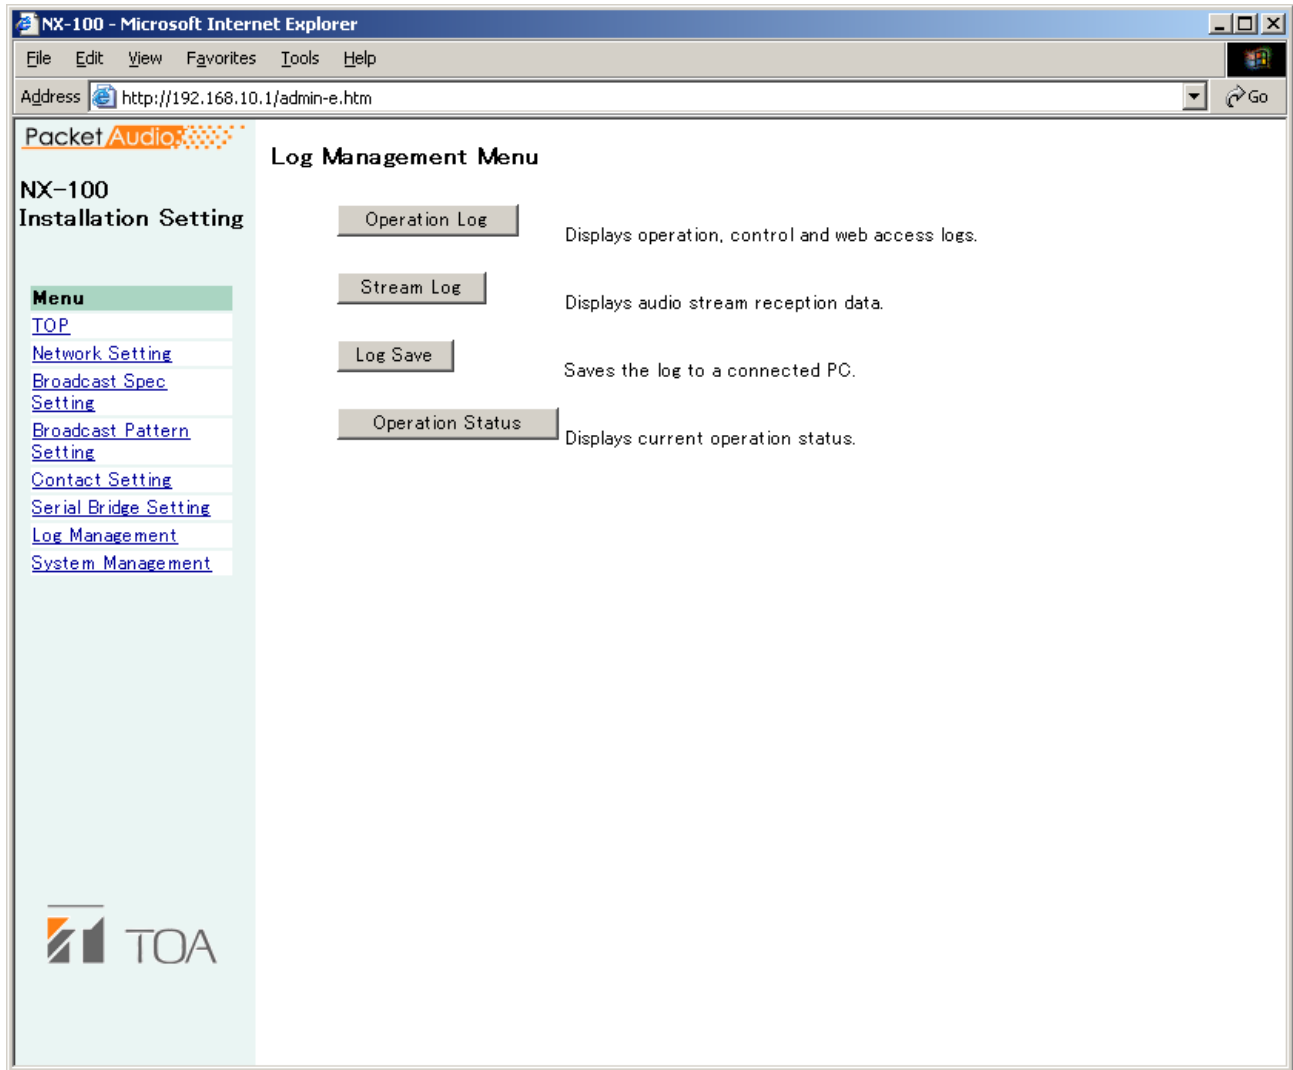 NX-100 - Microsoft Internet Explorer
File Edit View Favorites Tools Help
Address http://192.168.10.1/admin-e.htm Go
Packet Audio
NX-100
Installation Setting
Menu
TOP
Network Setting
Broadcast Spec
Setting
Broadcast Pattern
Setting
Contact Setting
Serial Bridge Setting
Log Management
System Management
TOA
Log Management Menu
Operation Log Displays operation, control and web access logs.
Stream Log Displays audio stream reception data.
Log Save Saves the log to a connected PC.
Operation Status Displays current operation status.